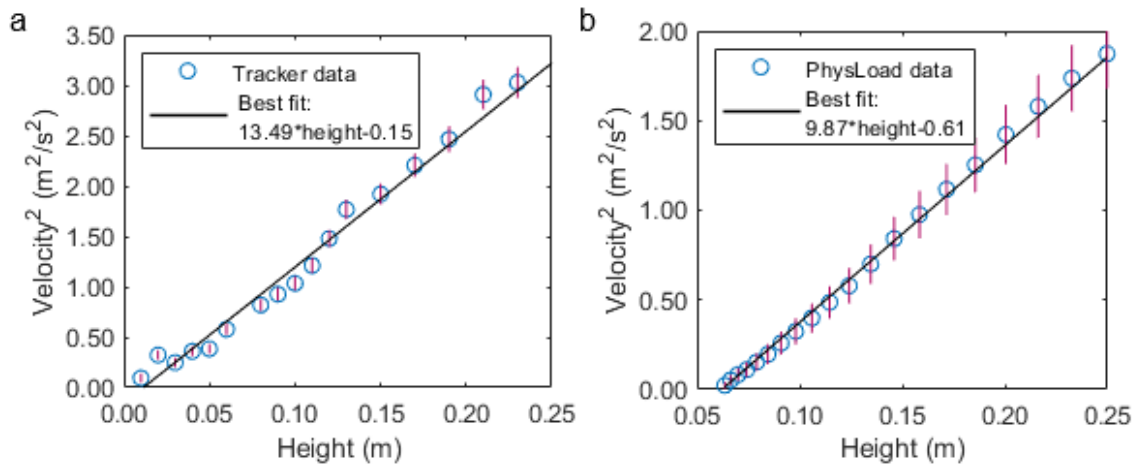 a
Velocity² (m²/s²)
3.50
3.00
2.50
2.00
1.50
1.00
0.50
0.00
Tracker data
Best fit:
13.49*height-0.15
0.00 0.05 0.10 0.15 0.20 0.25
Height (m)
b
Velocity² (m²/s²)
2.00
1.50
1.00
0.50
0.00
PhysLoad data
Best fit:
9.87*height-0.61
0.05 0.10 0.15 0.20 0.25
Height (m)